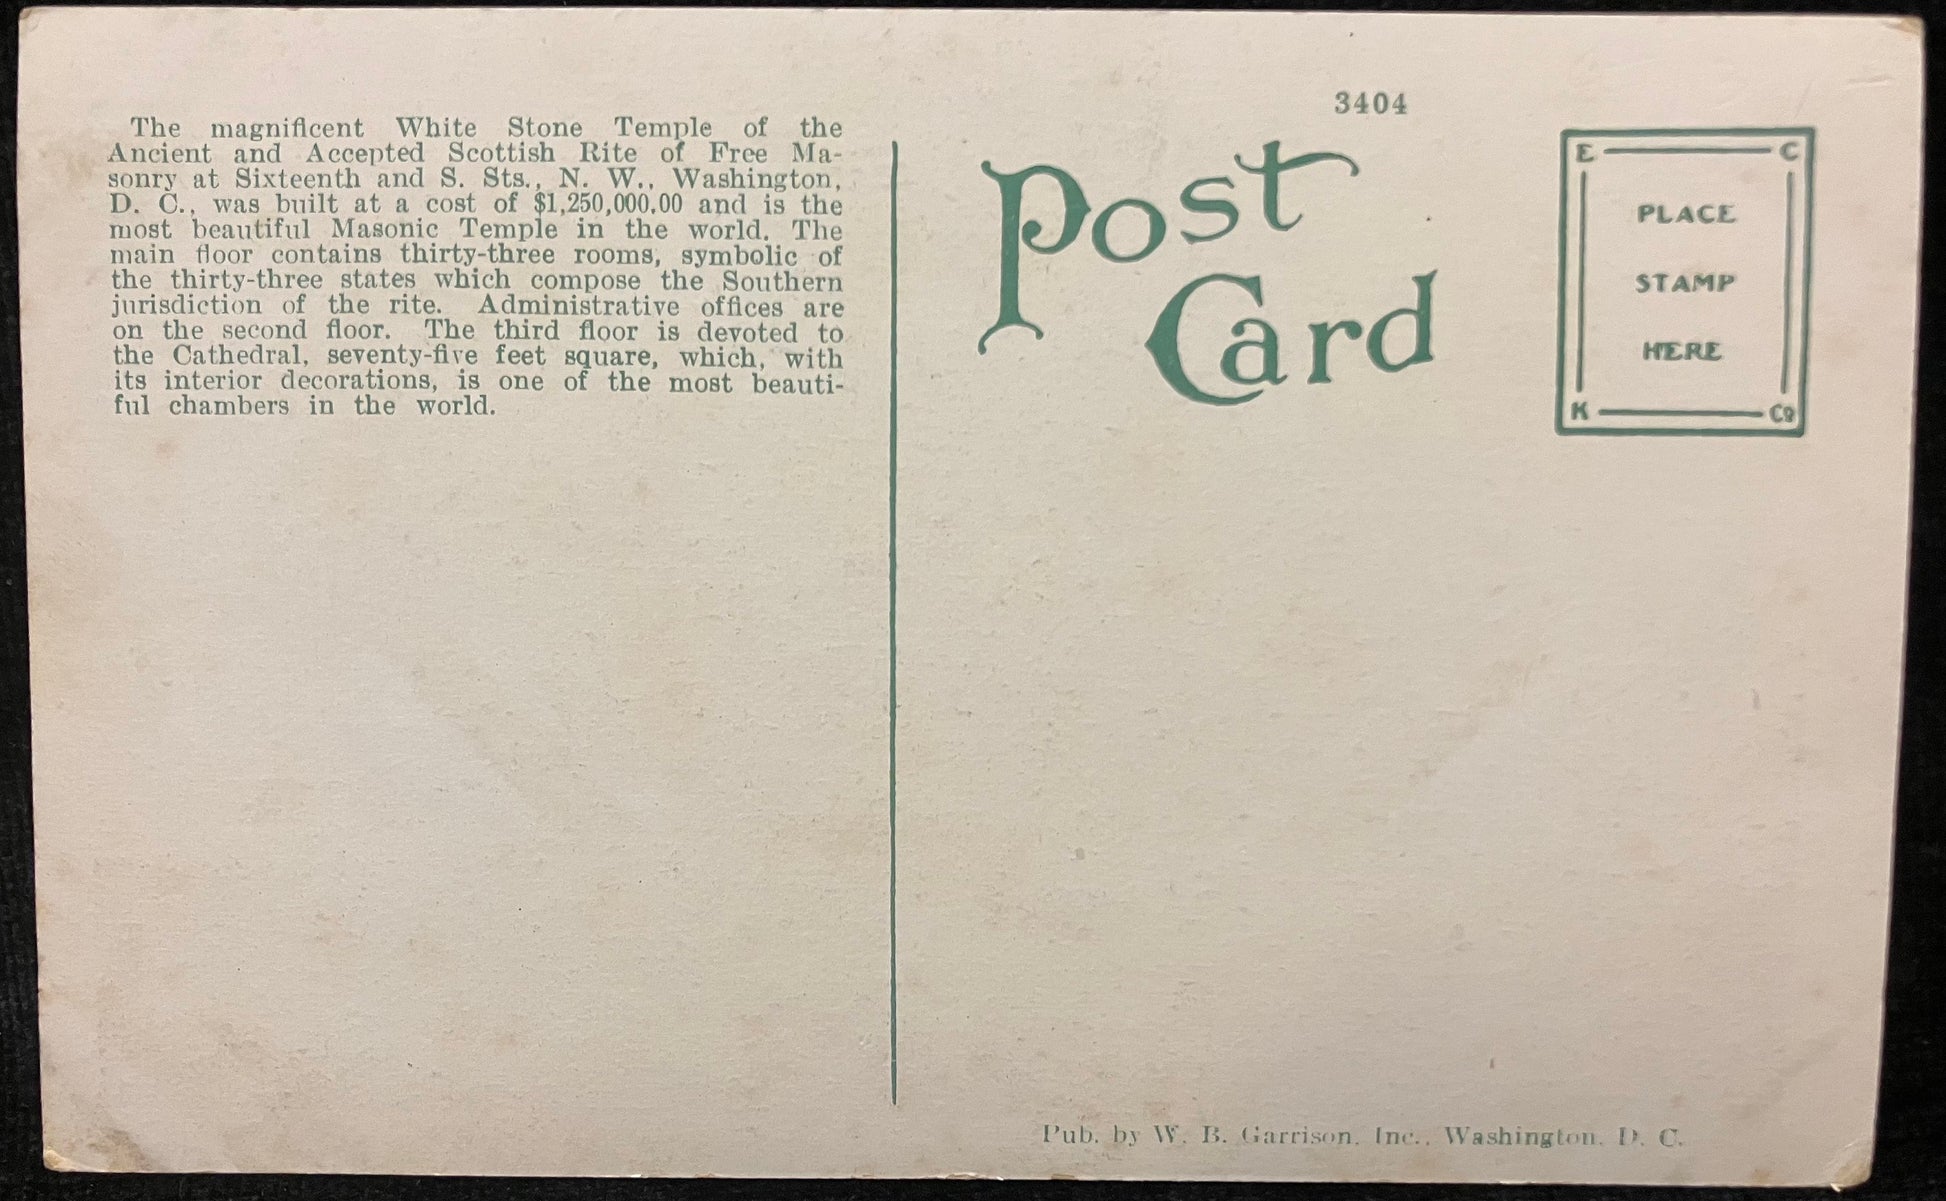 The magnificent White Stone Temple of the
Ancient and Accepted Scottish Rite of Free Ma-
sonry at Sixteenth and S. Sts., N. W., Washington,
D. C., was built at a cost of $1,250,000.00 and is the
most beautiful Masonic Temple in the world. The
main floor contains thirty-three rooms, symbolic of
the thirty-three states which compose the Southern
jurisdiction of the rite. Administrative offices are
on the second floor. The third floor is devoted to
the Cathedral, seventy-five feet square, which, with
its interior decorations, is one of the most beauti-
ful chambers in the world.
3404
Post
Card
E C
PLACE
STAMP
HERE
K Co
Pub. by W. B. Garrison, Inc., Washington, D. C.